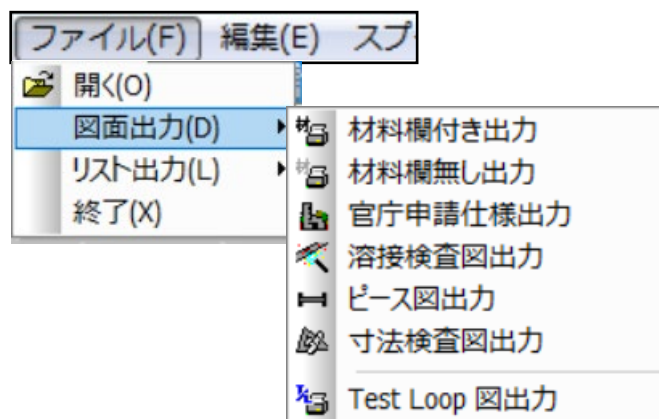 ファイル(F) 編集(E) スプ
開く(O)
図面出力(D)
リスト出力(L)
終了(X)
材料欄付き出力
材料欄無し出力
官庁申請仕様出力
溶接検査図出力
ピース図出力
寸法検査図出力
Test Loop 図出力